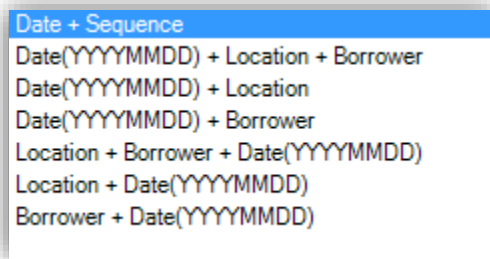 Date + Sequence
Date(YYYYMMDD) + Location + Borrower
Date(YYYYMMDD) + Location
Date(YYYYMMDD) + Borrower
Location + Borrower + Date(YYYYMMDD)
Location + Date(YYYYMMDD)
Borrower + Date(YYYYMMDD)